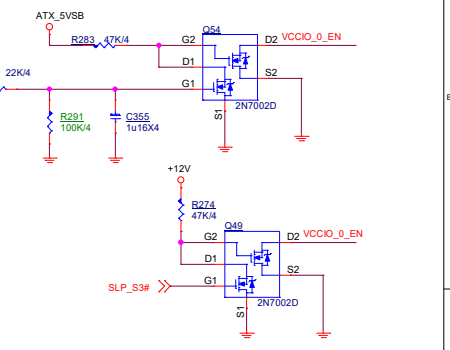 ATX_5VSB
R283 47K/4
Q54
G2
D2 VCCIO_0_EN
D1
S2
22K/4
G1
2N7002D
S1
R291
100K/4
C355
1u16X4
+12V
R274
47K/4
Q49
G2
D2 VCCIO_0_EN
D1
S2
SLP_S3#
G1
2N7002D
S1